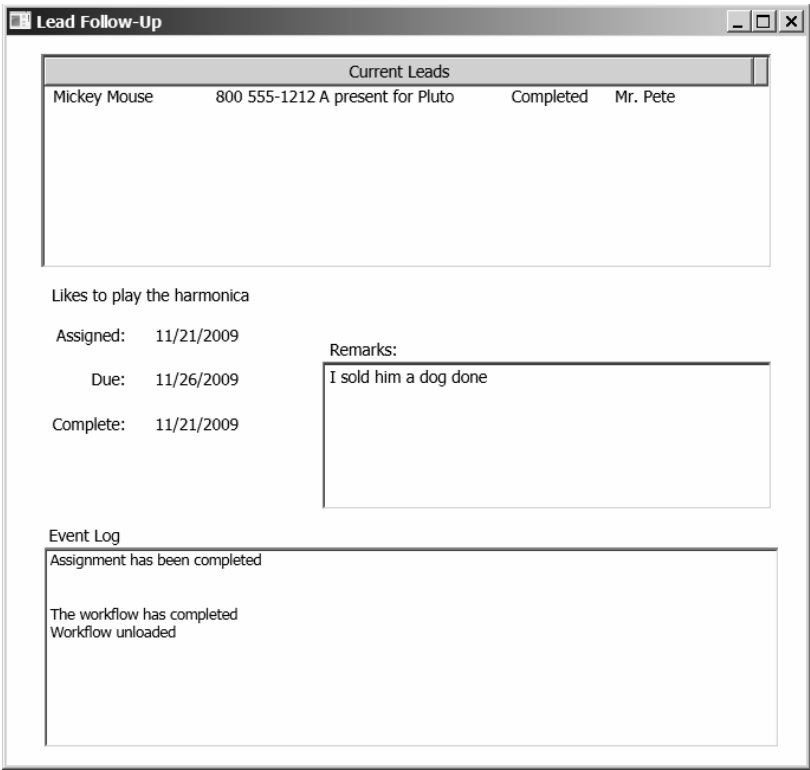 Lead Follow-Up
Current Leads
Mickey Mouse 800 555-1212 A present for Pluto Completed Mr. Pete
Likes to play the harmonica
Assigned: 11/21/2009
Remarks:
I sold him a dog done
Due: 11/26/2009
Complete: 11/21/2009
Event Log
Assignment has been completed
The workflow has completed
Workflow unloaded